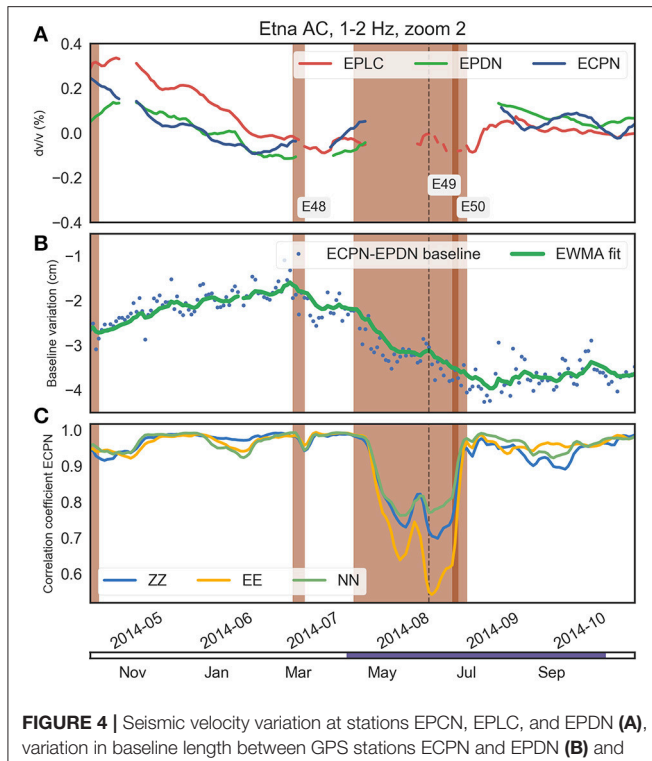 Etna AC, 1-2 Hz, zoom 2
A
0.4
0.2
0.0
−0.2
−0.4
dv/v (%)
EPLC EPDN ECPN
E48
E49
E50
B
−1
−2
−3
−4
Baseline variation (cm)
ECPN-EPDN baseline EWMA fit
C
1.0
0.9
0.8
0.7
0.6
Correlation coefficient ECPN
ZZ EE NN
2014-05 2014-06 2014-07 2014-08 2014-09 2014-10
Nov Jan Mar May Jul Sep
FIGURE 4 | Seismic velocity variation at stations EPCN, EPLC, and EPDN (A),
variation in baseline length between GPS stations ECPN and EPDN (B) and